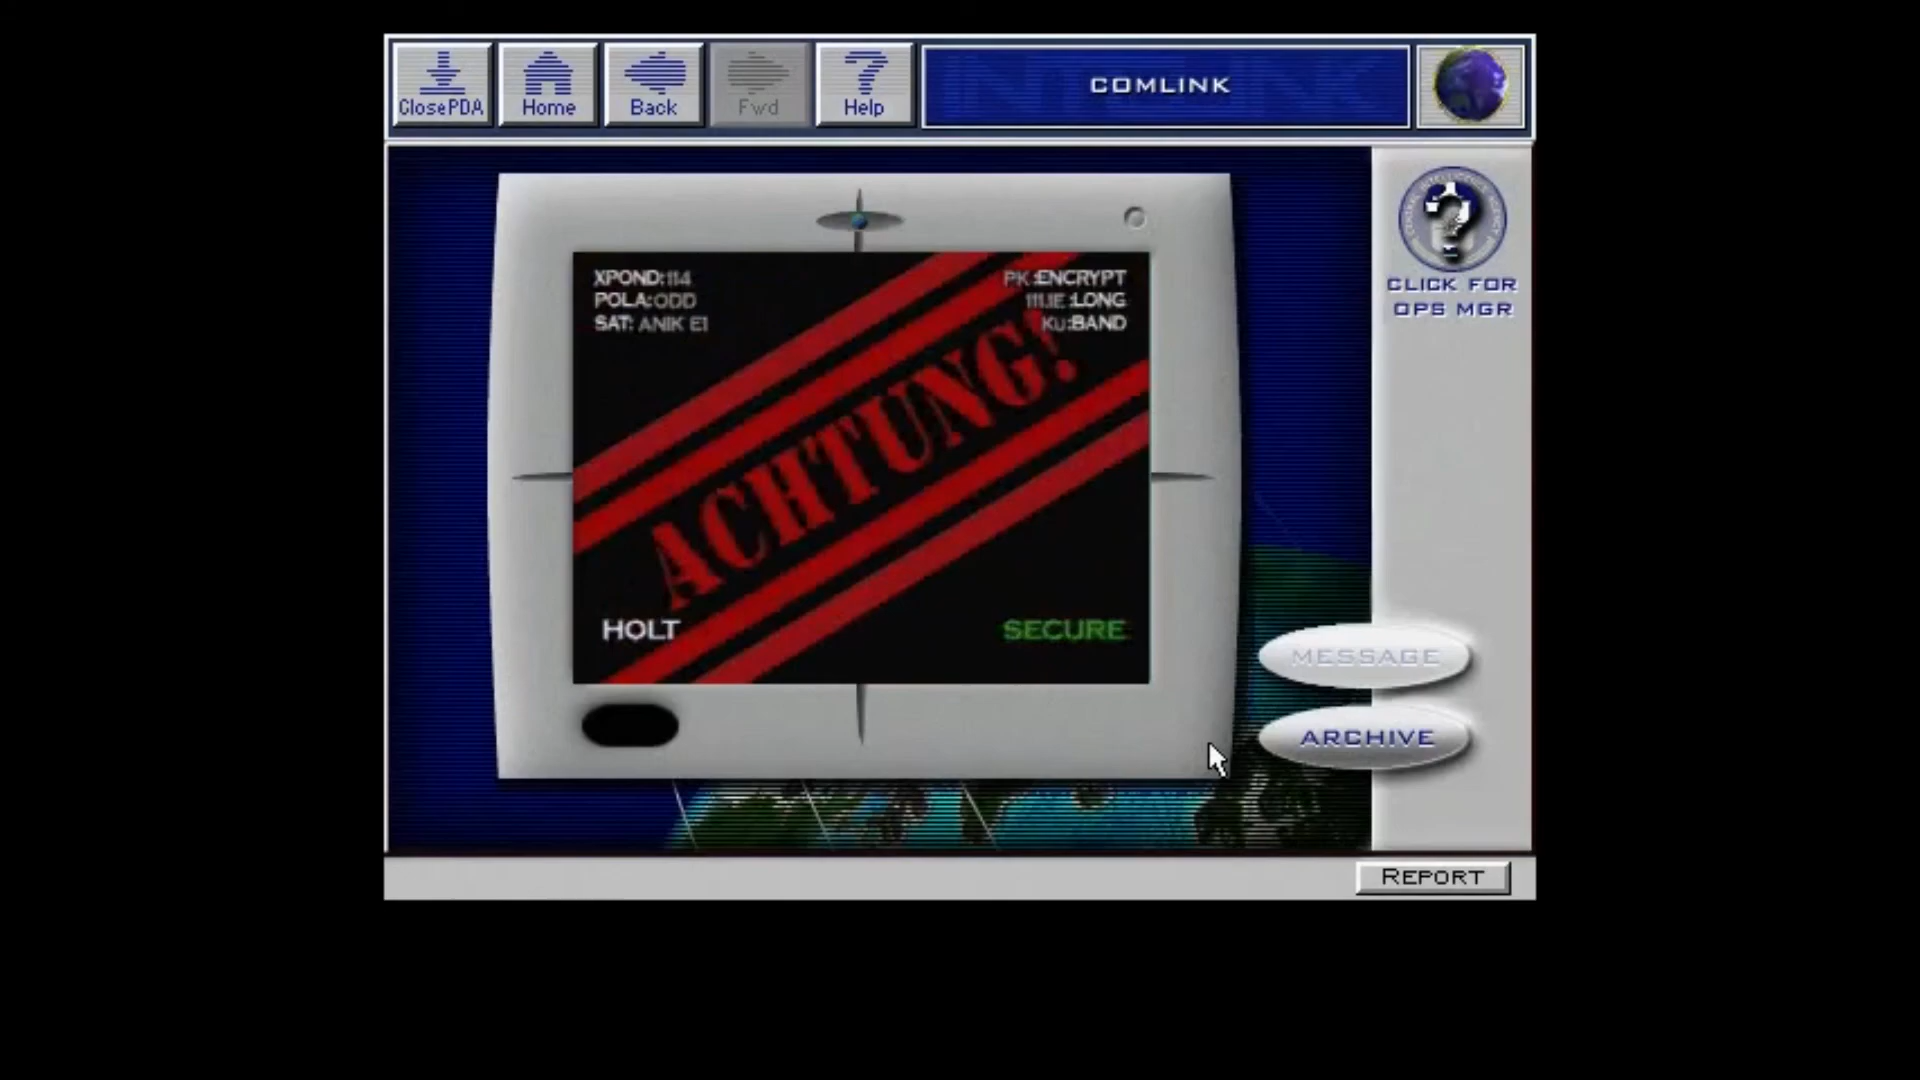 ClosePDA
Home
Back
Fwd
Help
COMLINK
XPOND:114
POLA:ODD
SAT: ANIK E1
PK:ENCRYPT
111.1E:LONG
KU:BAND
ACHTUNG!
HOLT
SECURE
CLICK FOR
OPS MGR
MESSAGE
ARCHIVE
REPORT